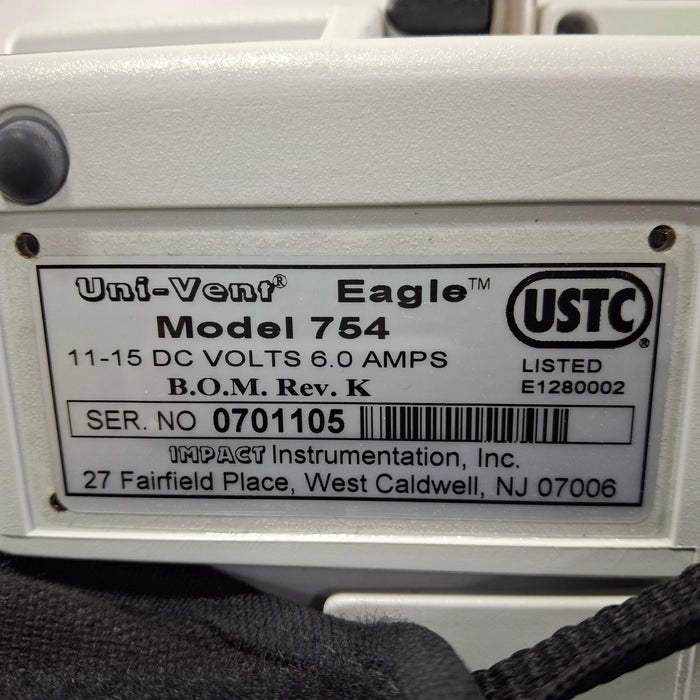 Uni-Vent® Eagle™
Model 754
11-15 DC VOLTS 6.0 AMPS
B.O.M. Rev. K
USTC®
LISTED
E1280002
SER. NO 0701105
IMPACT Instrumentation, Inc.
27 Fairfield Place, West Caldwell, NJ 07006